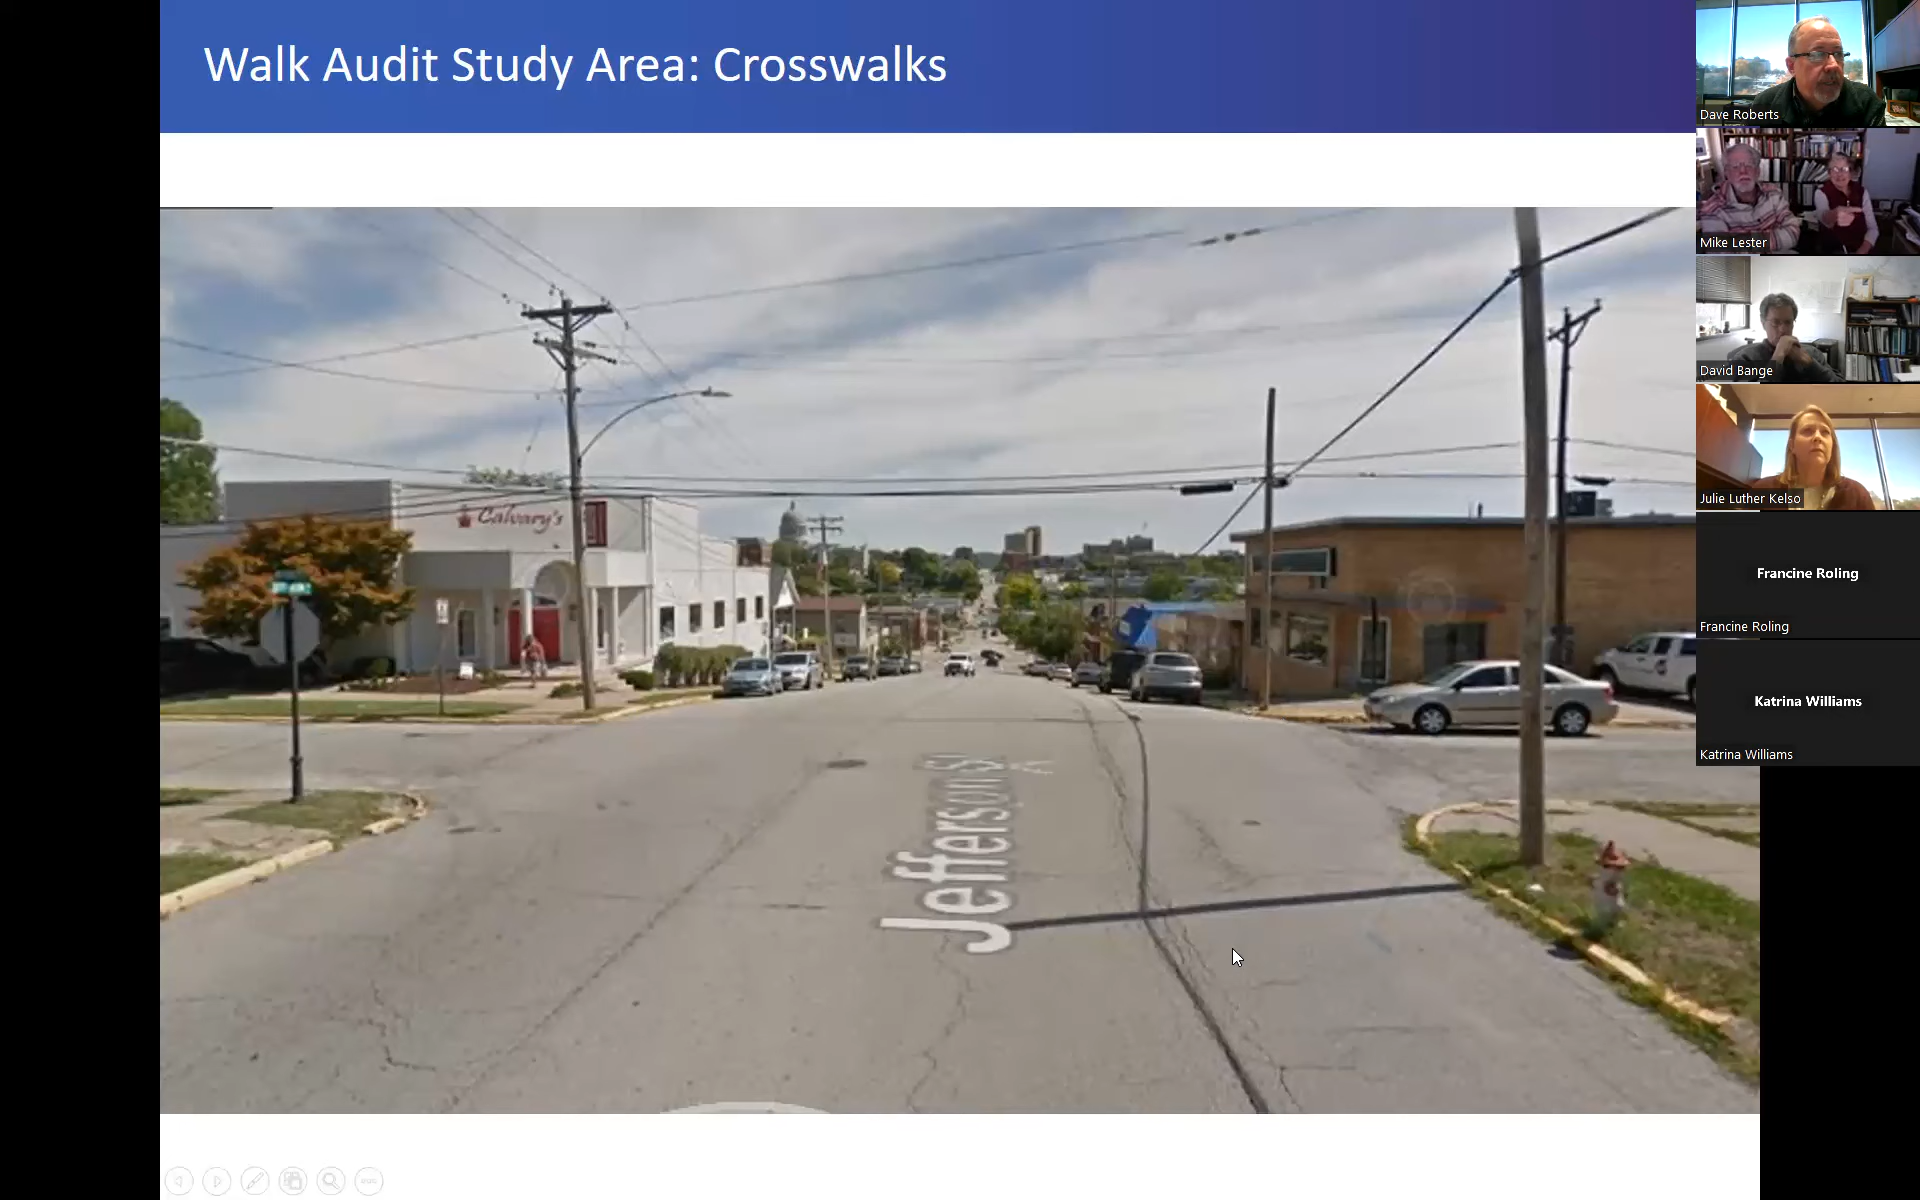 Walk Audit Study Area: Crosswalks
Calvary's
Jefferson St
Dave Roberts
Mike Lester
David Bange
Julie Luther Kelso
Francine Roling
Francine Roling
Katrina Williams
Katrina Williams